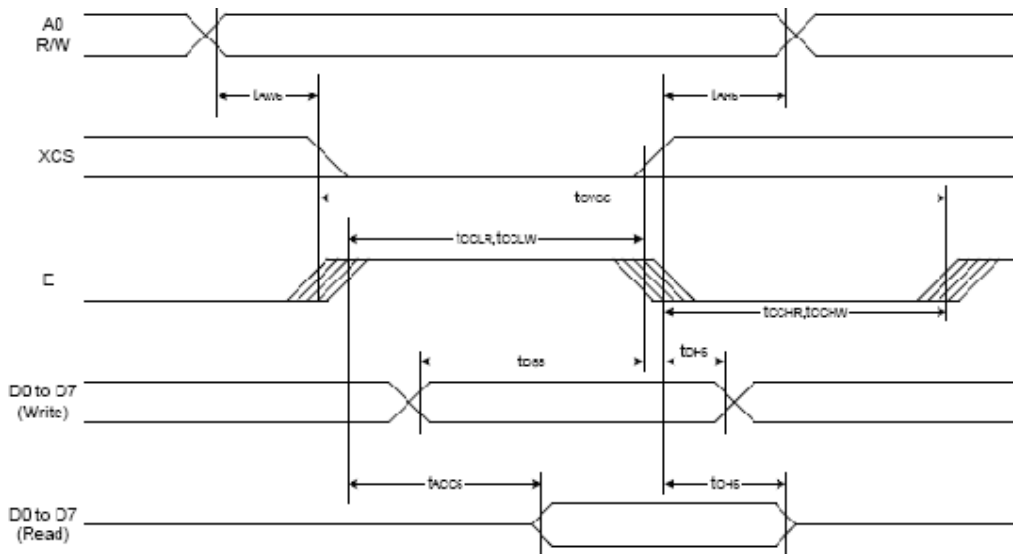 A0
R/W
tAW6
tAH6
XCS
tCYC6
tCCLR,tCCLW
E
tCCHR,tCCHW
tDS6
tDH6
D0 to D7
(Write)
tACC6
tOH6
D0 to D7
(Read)